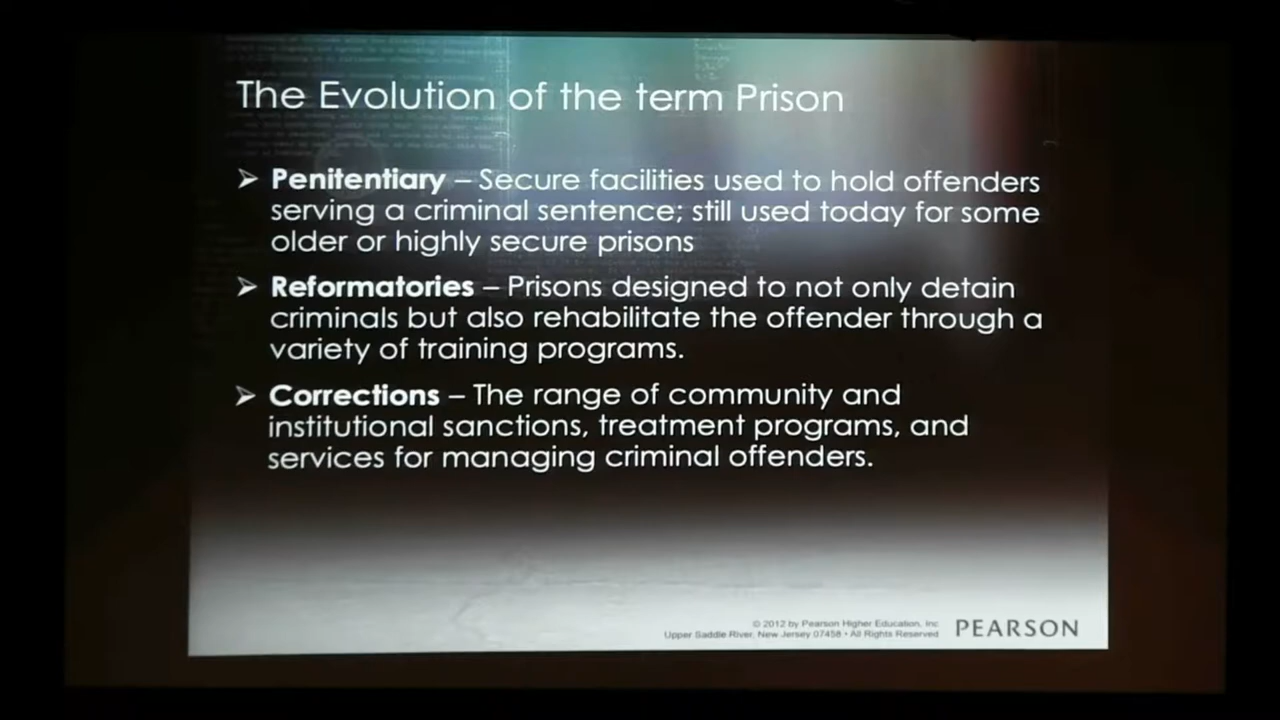 The Evolution of the term Prison
➢ Penitentiary – Secure facilities used to hold offenders
serving a criminal sentence; still used today for some
older or highly secure prisons
➢ Reformatories – Prisons designed to not only detain
criminals but also rehabilitate the offender through a
variety of training programs.
➢ Corrections – The range of community and
institutional sanctions, treatment programs, and
services for managing criminal offenders.
© 2012 by Pearson Higher Education, Inc
Upper Saddle River, New Jersey 07458 • All Rights Reserved
PEARSON